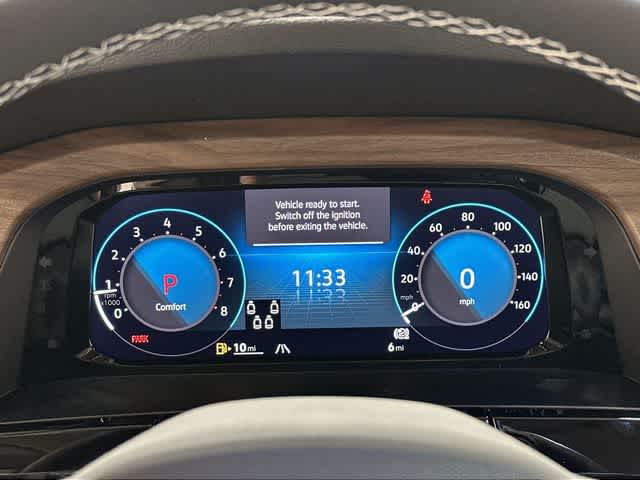 Vehicle ready to start.
Switch off the ignition
before exiting the vehicle.
0 1 2 3 4 5 6 7 8
rpm
x1000
P
Comfort
PARK
11:33
10 mi
0 20 40 60 80 100 120 140 160
mph
0
mph
6 mi